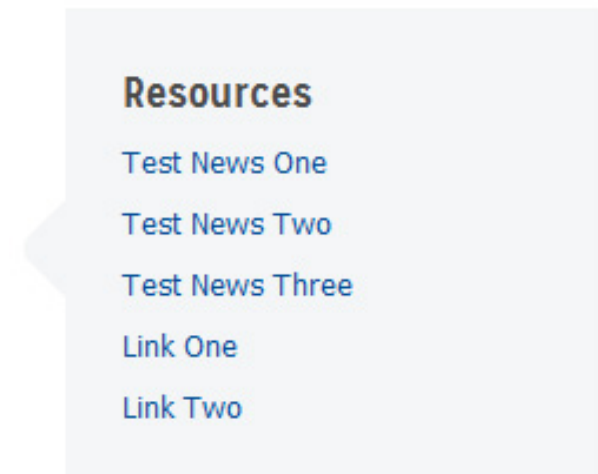 Resources
Test News One
Test News Two
Test News Three
Link One
Link Two